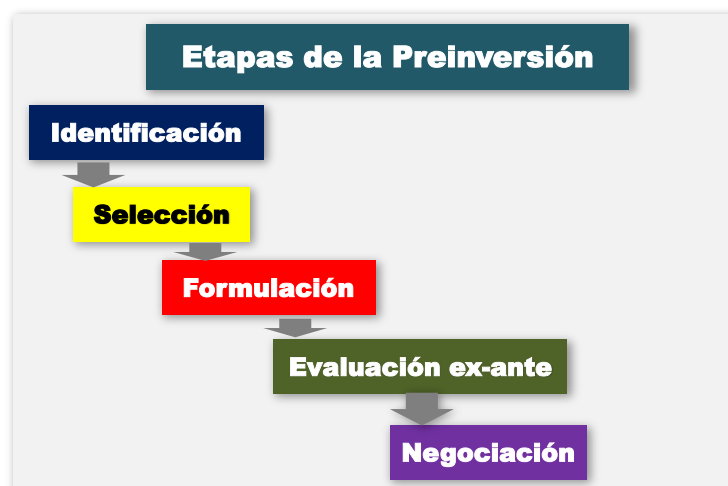 Etapas de la Preinversión
Identificación
Selección
Formulación
Evaluación ex-ante
Negociación